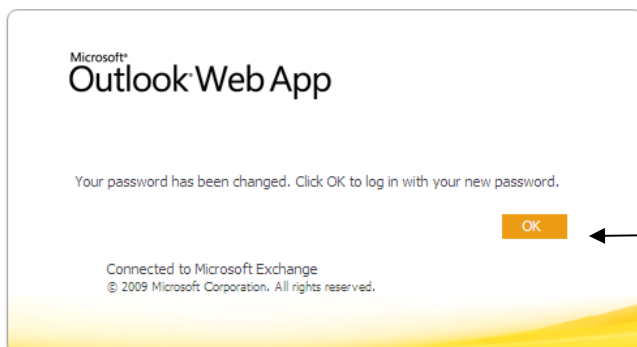 Microsoft®
Outlook Web App
Your password has been changed. Click OK to log in with your new password.
OK
Connected to Microsoft Exchange
© 2009 Microsoft Corporation. All rights reserved.